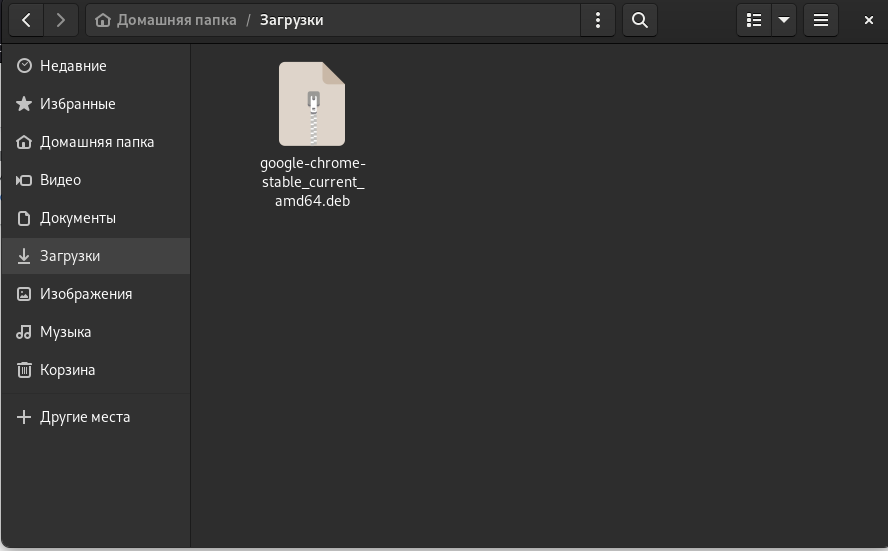 Домашняя папка / Загрузки
Недавние
Избранные
Домашняя папка
Видео
Документы
Загрузки
Изображения
Музыка
Корзина
Другие места
google-chrome-
stable_current_
amd64.deb